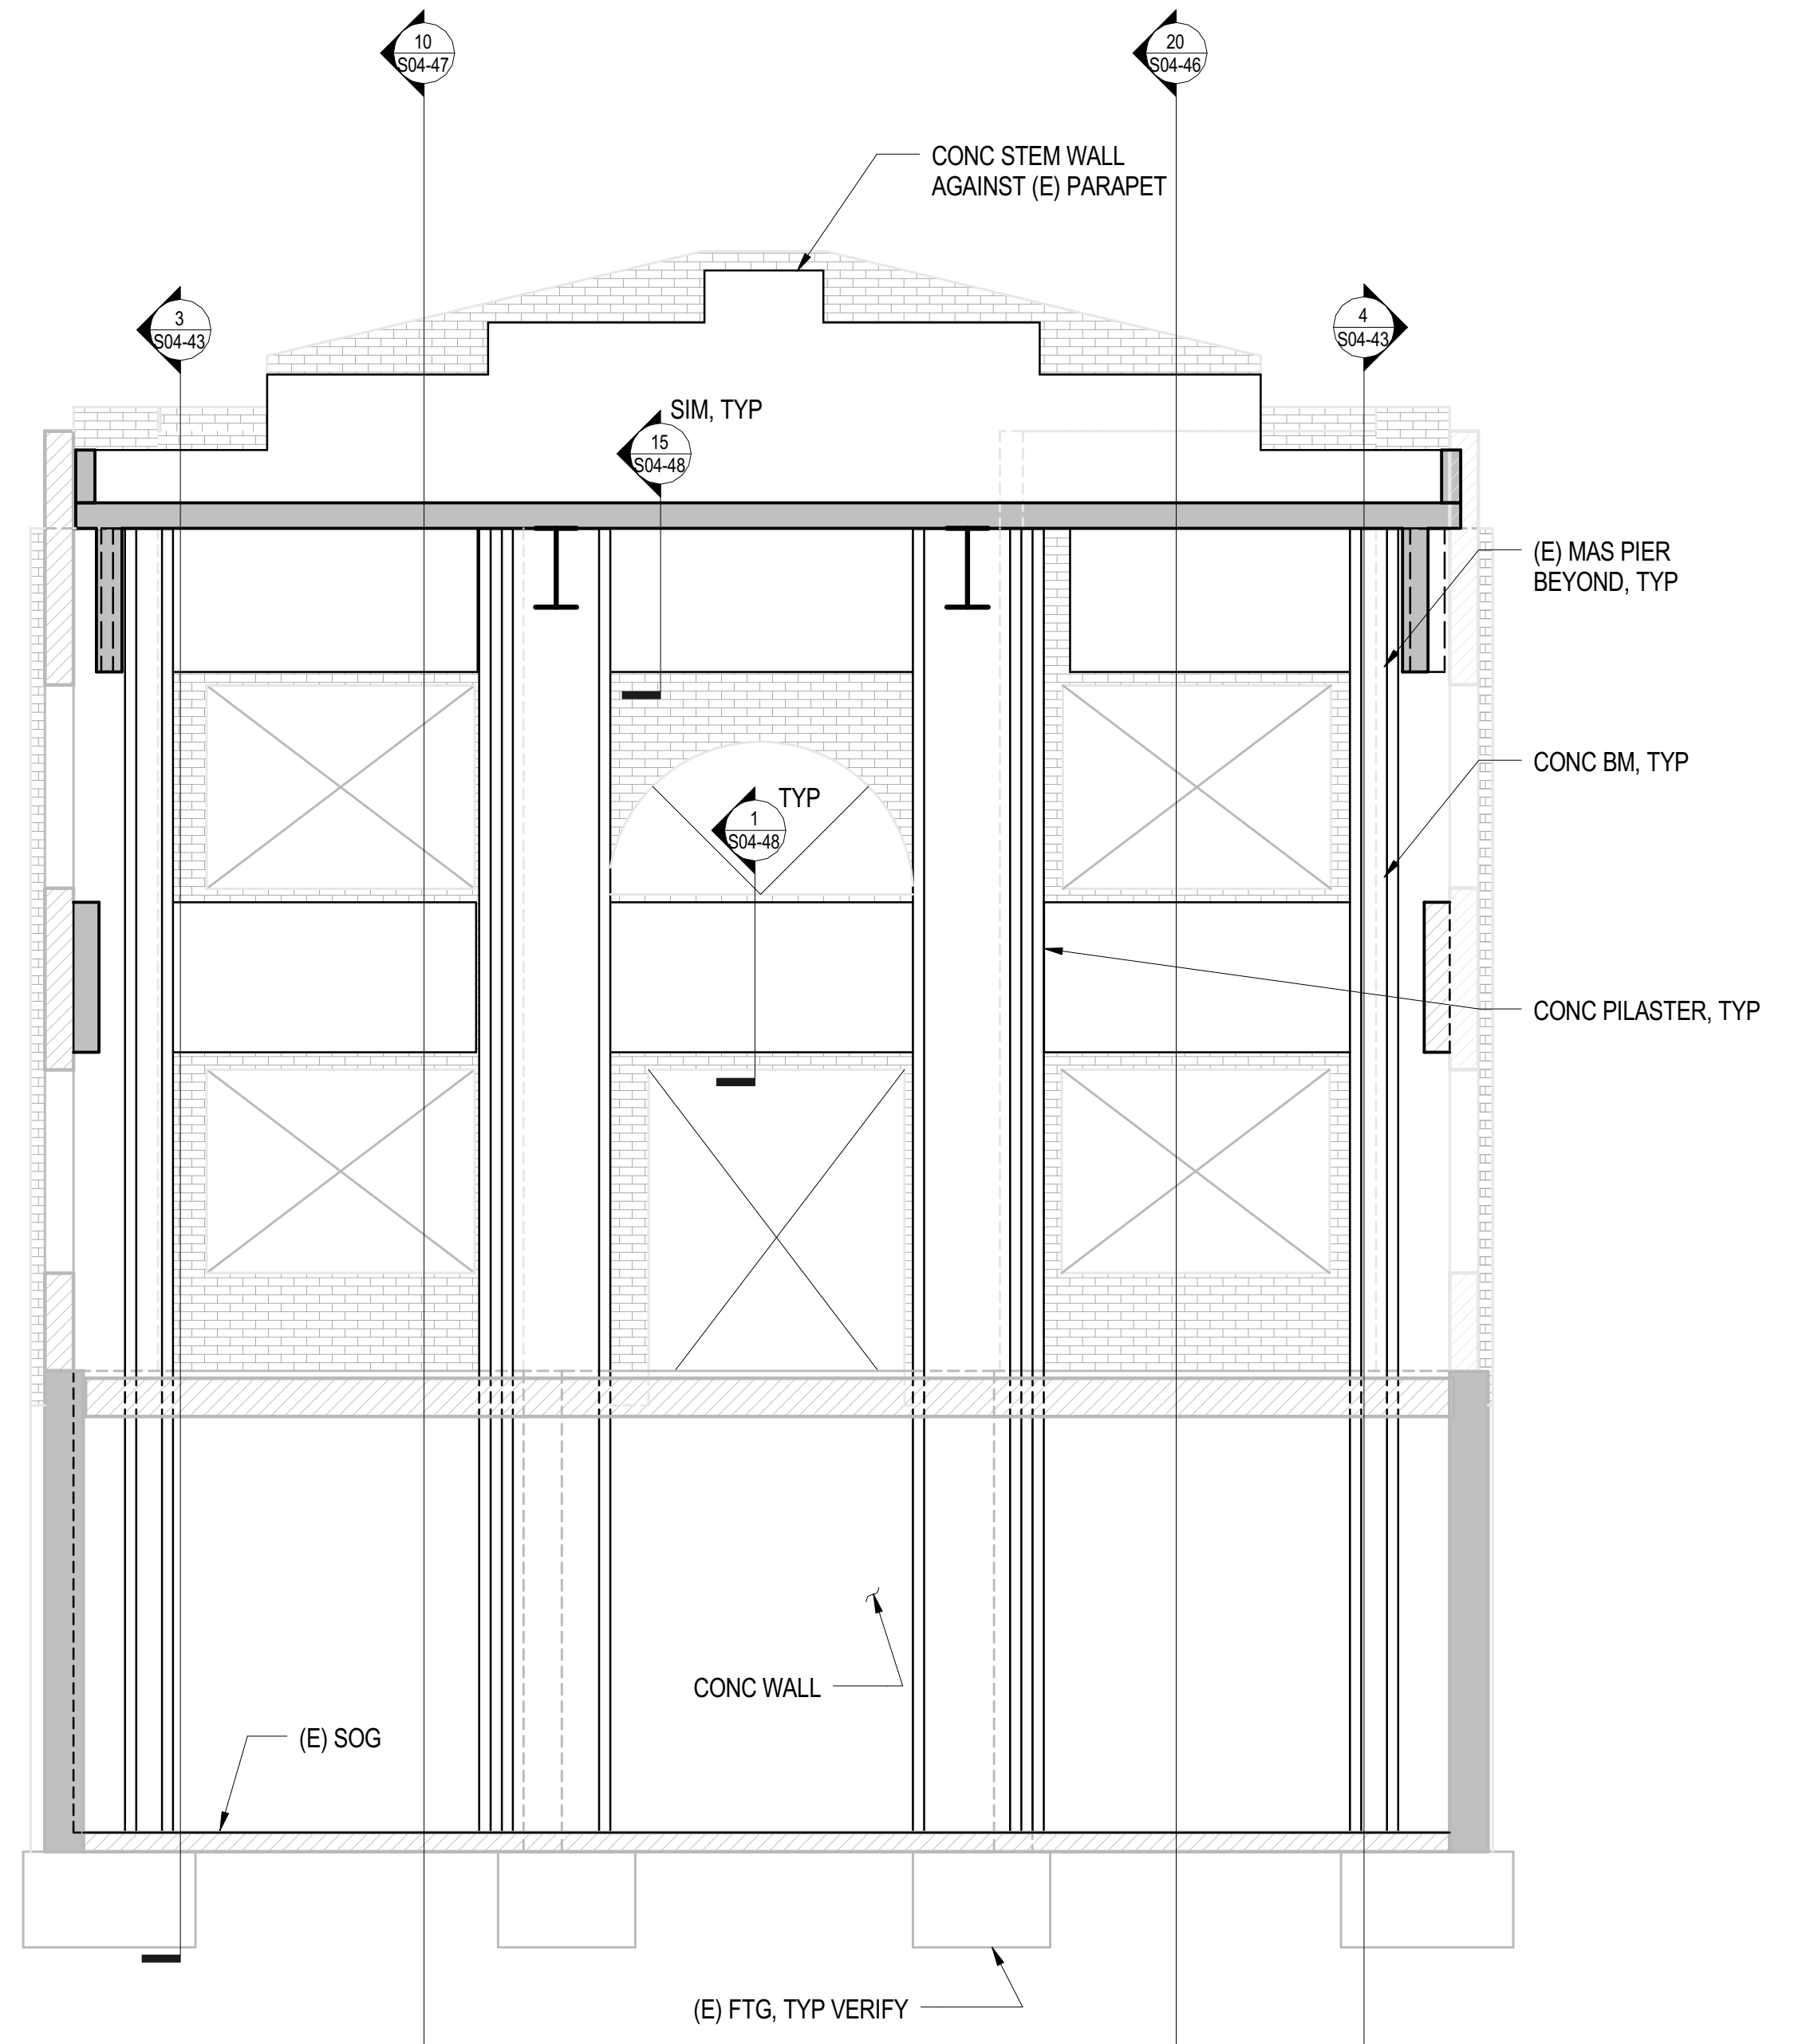 10
S04-47
20
S04-46
CONC STEM WALL
AGAINST (E) PARAPET
3
S04-43
4
S04-43
SIM, TYP
15
S04-48
(E) MAS PIER
BEYOND, TYP
CONC BM, TYP
TYP
1
S04-48
CONC PILASTER, TYP
CONC WALL
(E) SOG
(E) FTG, TYP VERIFY